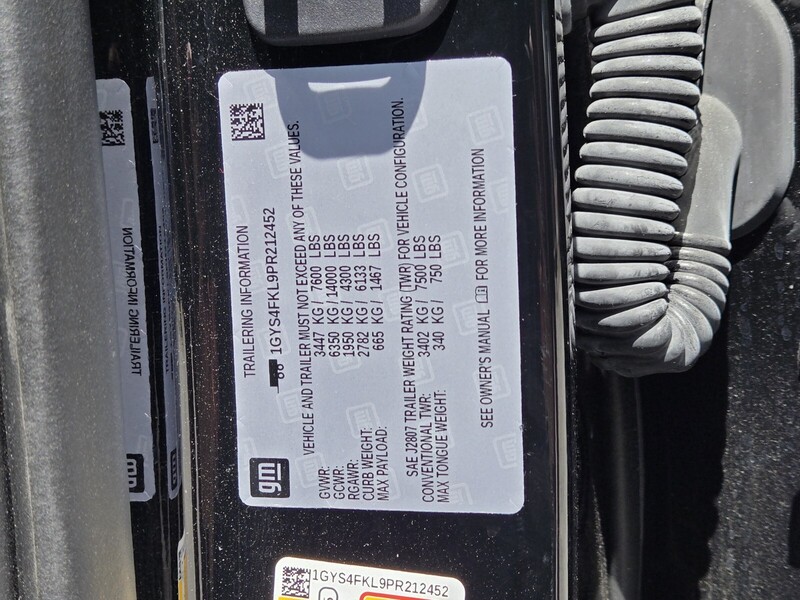 TRAILERING INFORMATION
1GYS4FKL9PR212452
VEHICLE AND TRAILER MUST NOT EXCEED ANY OF THESE VALUES.
GVWR: 3447 KG / 7600 LBS
GCWR: 6350 KG / 14000 LBS
RGAWR: 1950 KG / 4300 LBS
CURB WEIGHT: 2782 KG / 6133 LBS
MAX PAYLOAD: 665 KG / 1467 LBS
SAE J2807 TRAILER WEIGHT RATING (TWR) FOR VEHICLE CONFIGURATION.
CONVENTIONAL TWR: 3402 KG / 7500 LBS
MAX TONGUE WEIGHT: 340 KG / 750 LBS
SEE OWNER'S MANUAL FOR MORE INFORMATION
gm
1GYS4FKL9PR212452
TRAILERING INFORMATION
gm